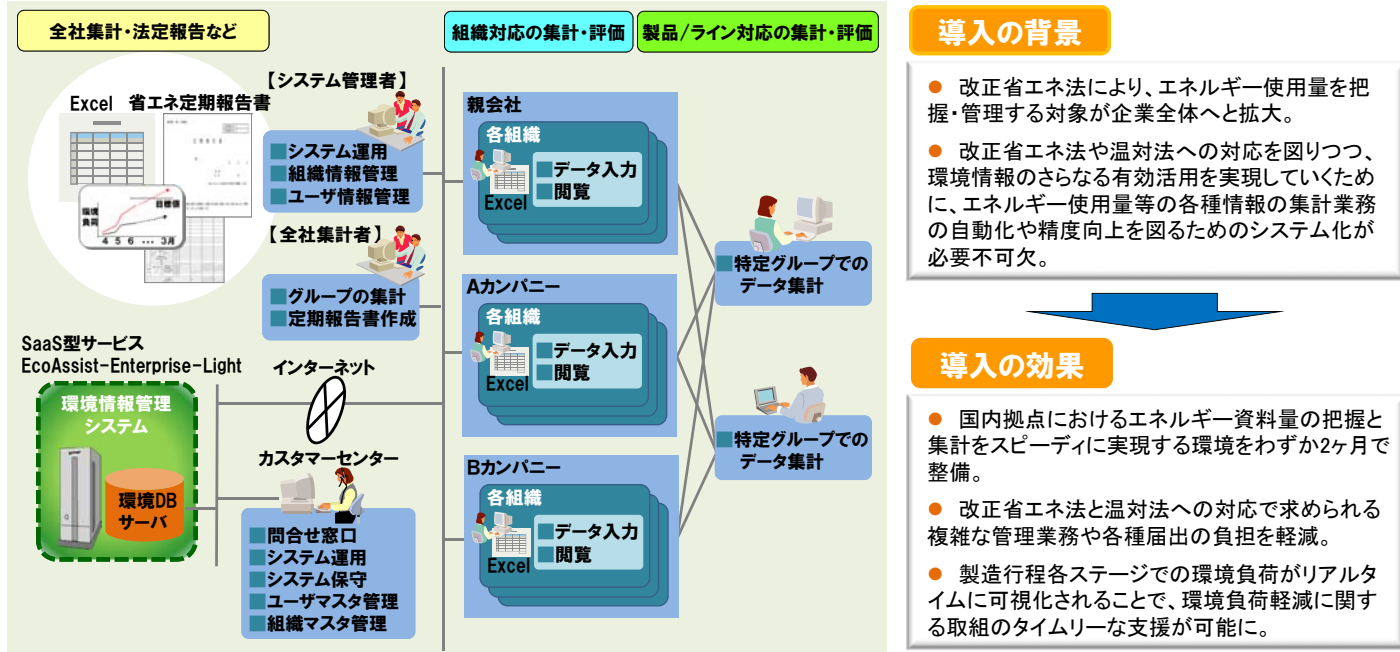 全社集計・法定報告など
組織対応の集計・評価
製品/ライン対応の集計・評価
Excel 省エネ定期報告書
環境
負荷
目標値
4 5 6 … 3月
【システム管理者】
■システム運用
■組織情報管理
■ユーザ情報管理
【全社集計者】
■グループの集計
■定期報告書作成
SaaS型サービス
EcoAssist-Enterprise-Light
環境情報管理
システム
環境DB
サーバ
インターネット
カスタマーセンター
■問合せ窓口
■システム運用
■システム保守
■ユーザマスタ管理
■組織マスタ管理
親会社
各組織
Excel
■データ入力
■閲覧
Aカンパニー
各組織
Excel
■データ入力
■閲覧
Bカンパニー
各組織
Excel
■データ入力
■閲覧
■特定グループでの
データ集計
■特定グループでの
データ集計
導入の背景
● 改正省エネ法により、エネルギー使用量を把
握・管理する対象が企業全体へと拡大。
● 改正省エネ法や温対法への対応を図りつつ、
環境情報のさらなる有効活用を実現していくため
に、エネルギー使用量等の各種情報の集計業務
の自動化や精度向上を図るためのシステム化が
必要不可欠。
導入の効果
● 国内拠点におけるエネルギー資料量の把握と
集計をスピーディに実現する環境をわずか2ヶ月で
整備。
● 改正省エネ法と温対法への対応で求められる
複雑な管理業務や各種届出の負担を軽減。
● 製造行程各ステージでの環境負荷がリアルタ
イムに可視化されることで、環境負荷軽減に関す
る取組のタイムリーな支援が可能に。